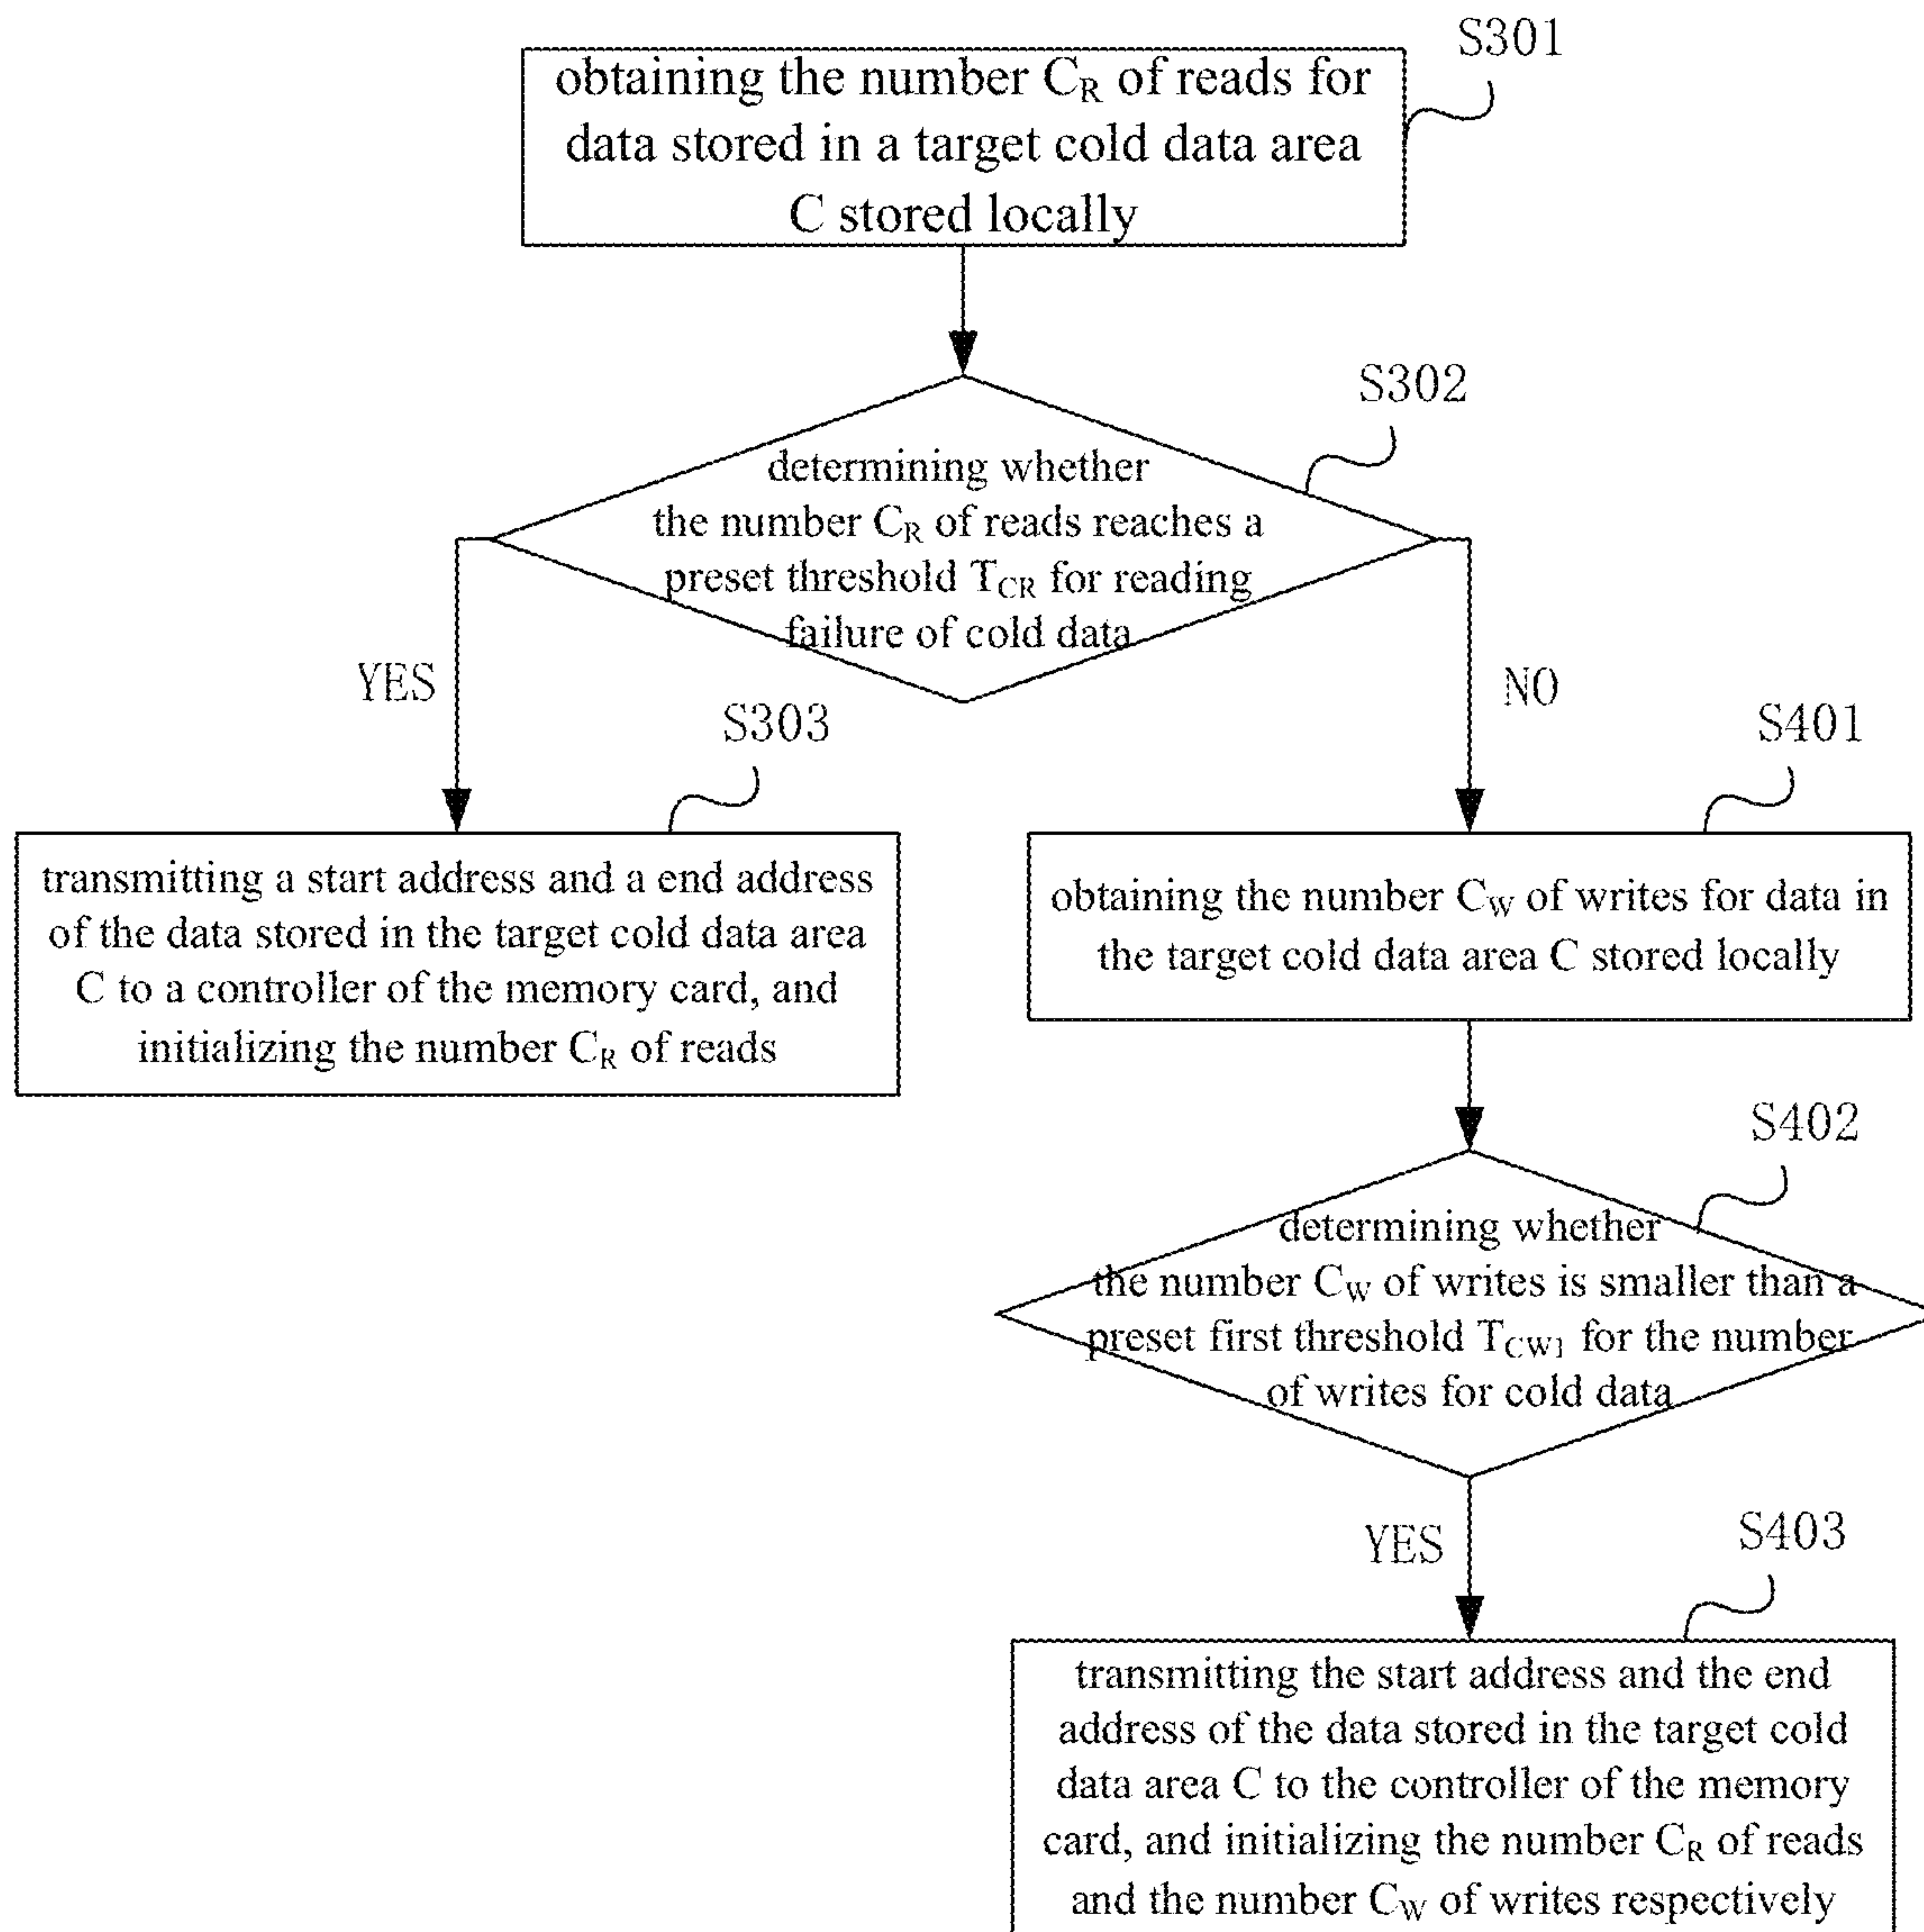 S301
obtaining the number CR of reads for
data stored in a target cold data area
C stored locally
S302
determining whether
the number CR of reads reaches a
preset threshold TCR for reading
failure of cold data
YES
NO
S303
S401
transmitting a start address and a end address
of the data stored in the target cold data area
C to a controller of the memory card, and
initializing the number CR of reads
obtaining the number CW of writes for data in
the target cold data area C stored locally
S402
determining whether
the number CW of writes is smaller than a
preset first threshold TCW1 for the number
of writes for cold data
YES
S403
transmitting the start address and the end
address of the data stored in the target cold
data area C to the controller of the memory
card, and initializing the number CR of reads
and the number CW of writes respectively